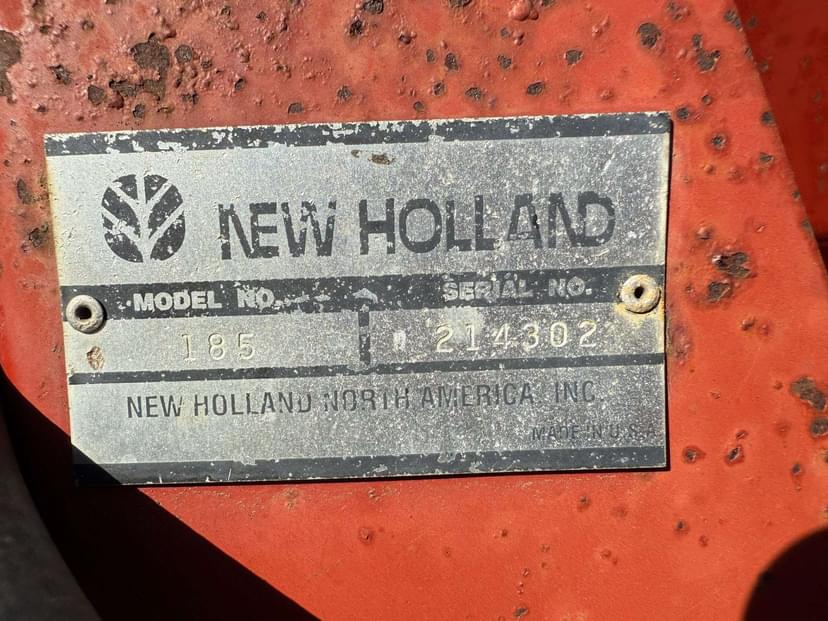 NEW HOLLAND
MODEL NO. SERIAL NO.
185 214302
NEW HOLLAND NORTH AMERICA, INC.
MADE IN U.S.A.